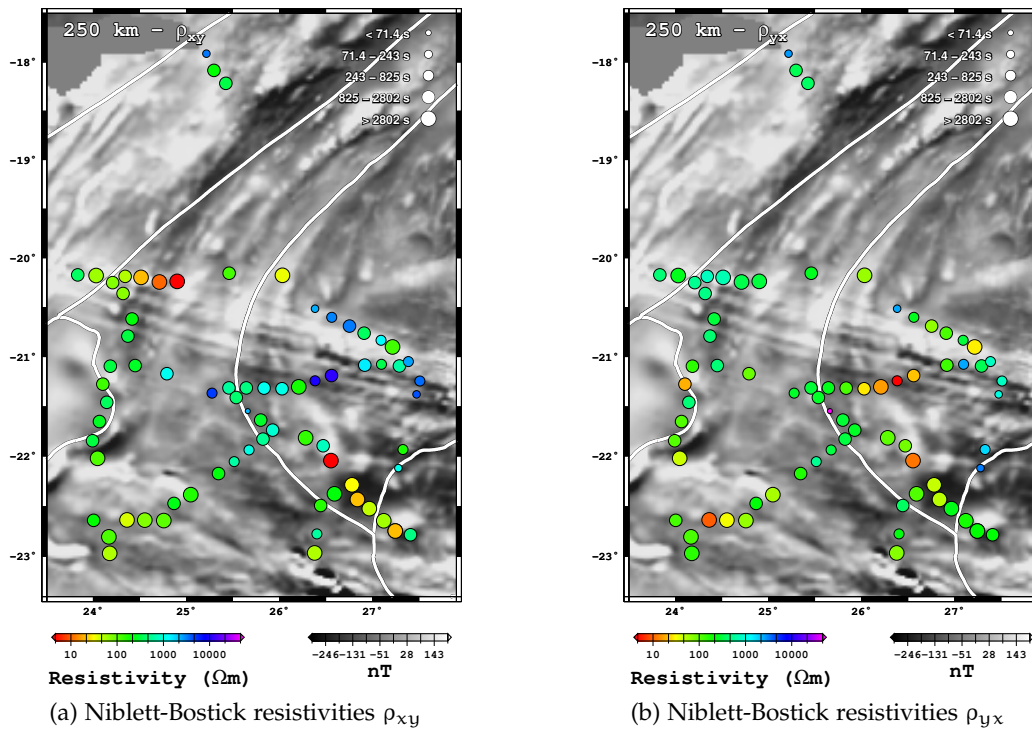 250 km – ρxy
< 71.4 s
71.4 – 243 s
243 – 825 s
825 – 2802 s
> 2802 s
−18˚
−19˚
−20˚
−21˚
−22˚
−23˚
24˚ 25˚ 26˚ 27˚
10 100 1000 10000
Resistivity (Ωm)
−246 −131 −51 28 143
nT
(a) Niblett-Bostick resistivities ρxy
250 km – ρyx
< 71.4 s
71.4 – 243 s
243 – 825 s
825 – 2802 s
> 2802 s
−18˚
−19˚
−20˚
−21˚
−22˚
−23˚
24˚ 25˚ 26˚ 27˚
10 100 1000 10000
Resistivity (Ωm)
−246 −131 −51 28 143
nT
(b) Niblett-Bostick resistivities ρyx